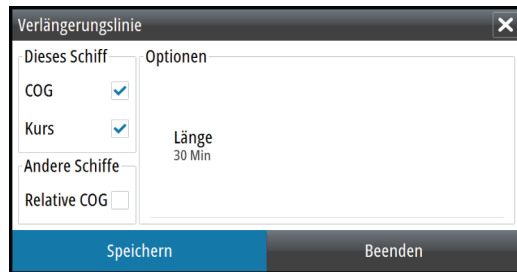 Verlängerungslinie
Dieses Schiff
COG
Kurs
Andere Schiffe
Relative COG
Optionen
Länge
30 Min
Speichern
Beenden